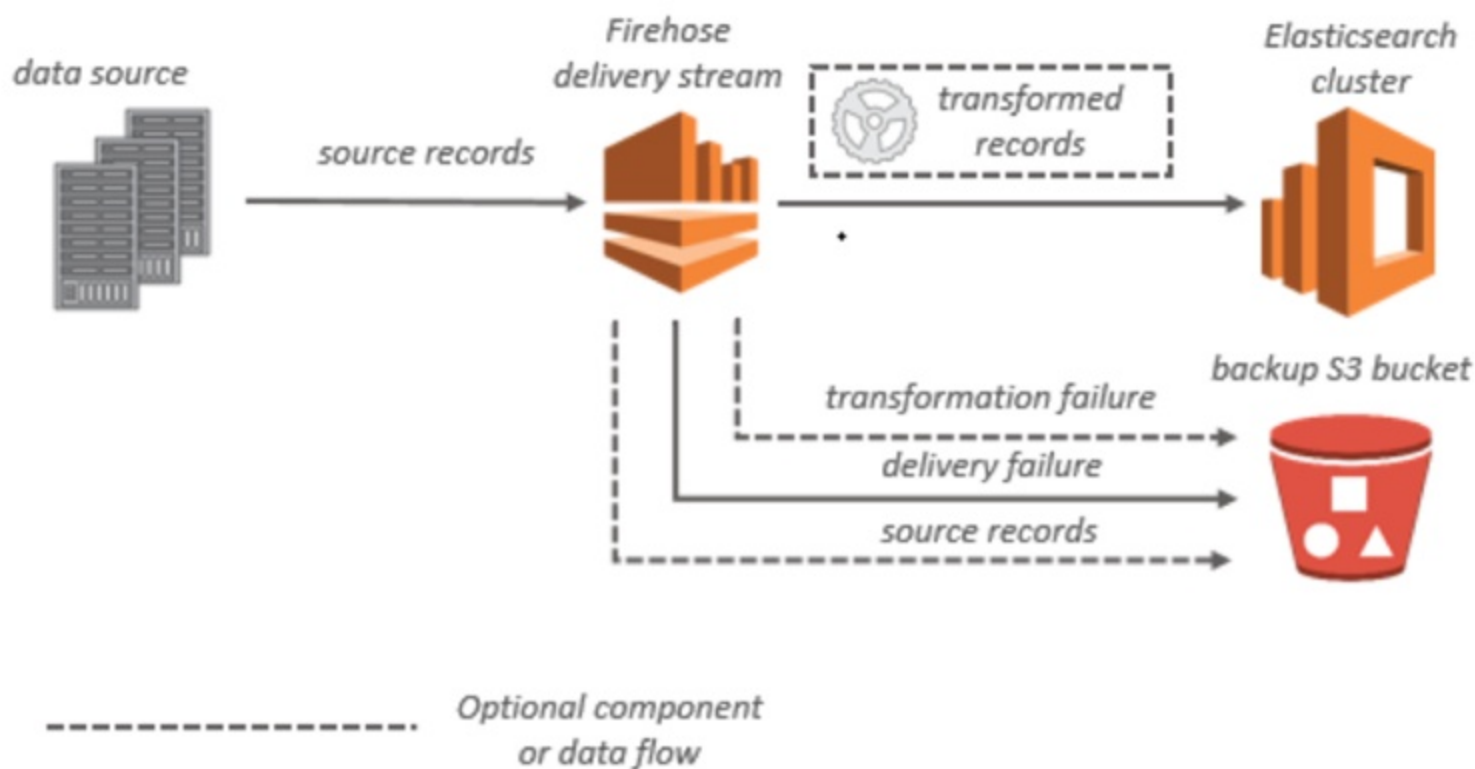 data source
source records
Firehose
delivery stream
transformed
records
Elasticsearch
cluster
backup S3 bucket
transformation failure
delivery failure
source records
Optional component
or data flow